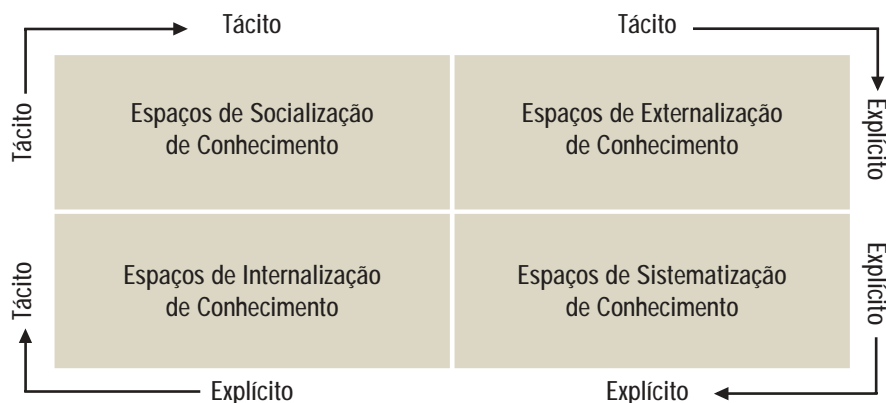 Tácito
Tácito
Tácito
Espaços de Socialização
de Conhecimento
Espaços de Externalização
de Conhecimento
Explícito
Tácito
Espaços de Internalização
de Conhecimento
Espaços de Sistematização
de Conhecimento
Explícito
Explícito
Explícito